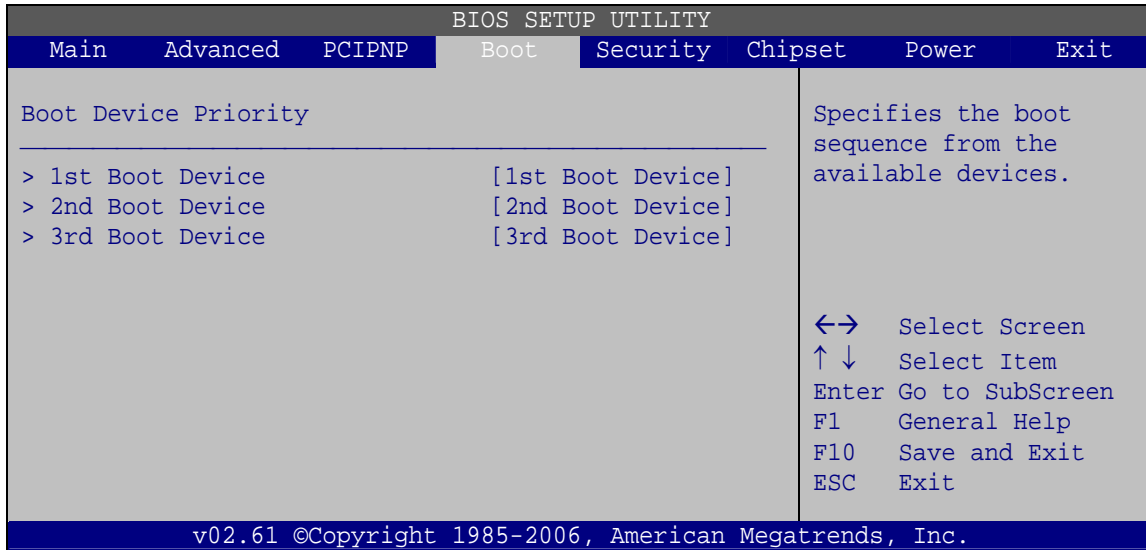 BIOS SETUP UTILITY
Main Advanced PCIPNP Boot Security Chipset Power Exit
Boot Device Priority
> 1st Boot Device [1st Boot Device]
> 2nd Boot Device [2nd Boot Device]
> 3rd Boot Device [3rd Boot Device]
Specifies the boot
sequence from the
available devices.
←→ Select Screen
↑ ↓ Select Item
Enter Go to SubScreen
F1 General Help
F10 Save and Exit
ESC Exit
v02.61 ©Copyright 1985-2006, American Megatrends, Inc.